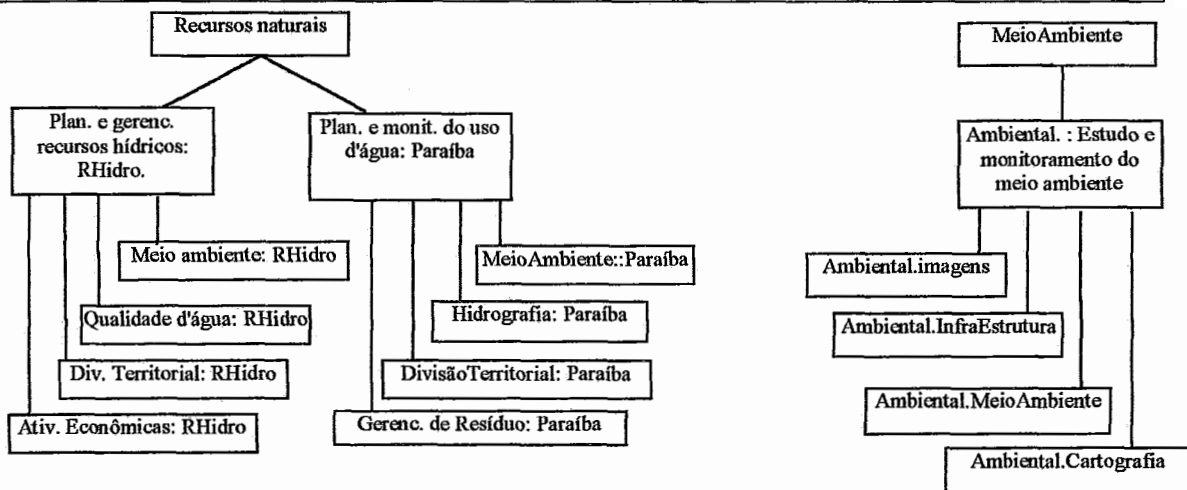 Recursos naturais
MeioAmbiente
Plan. e gerenc.
recursos hídricos:
RHidro.
Plan. e monit. do uso
d'água: Paraíba
Ambiental. : Estudo e
monitoramento do
meio ambiente
Meio ambiente: RHidro
Qualidade d'água: RHidro
Div. Territorial: RHidro
Ativ. Econômicas: RHidro
MeioAmbiente::Paraíba
Hidrografia: Paraíba
DivisãoTerritorial: Paraíba
Gerenc. de Resíduo: Paraíba
Ambiental.imagens
Ambiental.InfraEstrutura
Ambiental.MeioAmbiente
Ambiental.Cartografia